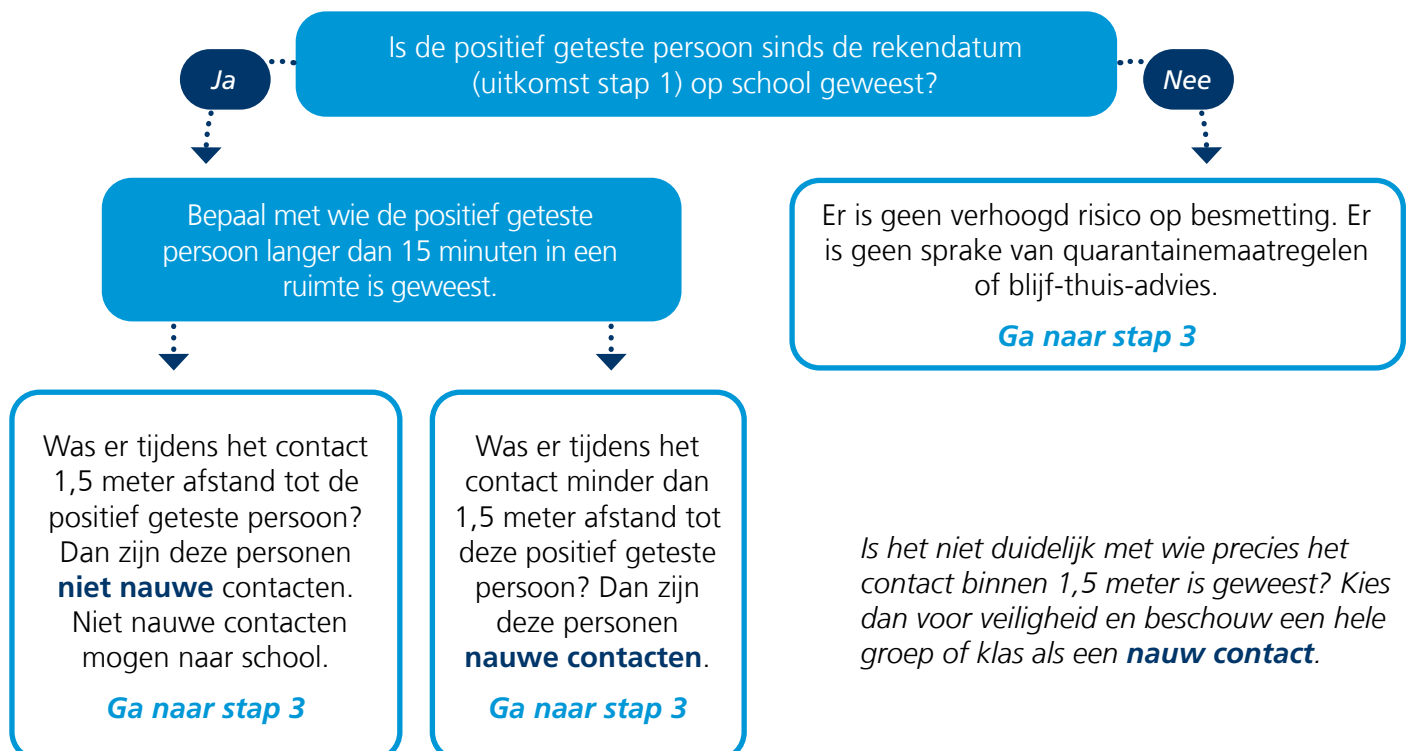 Is de positief geteste persoon sinds de rekendatum
(uitkomst stap 1) op school geweest?
Ja
Nee
Bepaal met wie de positief geteste
persoon langer dan 15 minuten in een
ruimte is geweest.
Er is geen verhoogd risico op besmetting. Er
is geen sprake van quarantainemaatregelen
of blijf-thuis-advies.
Ga naar stap 3
Was er tijdens het contact
1,5 meter afstand tot de
positief geteste persoon?
Dan zijn deze personen
niet nauwe contacten.
Niet nauwe contacten
mogen naar school.
Ga naar stap 3
Was er tijdens het
contact minder dan
1,5 meter afstand tot
deze positief geteste
persoon? Dan zijn
deze personen
nauwe contacten.
Ga naar stap 3
Is het niet duidelijk met wie precies het
contact binnen 1,5 meter is geweest? Kies
dan voor veiligheid en beschouw een hele
groep of klas als een nauw contact.